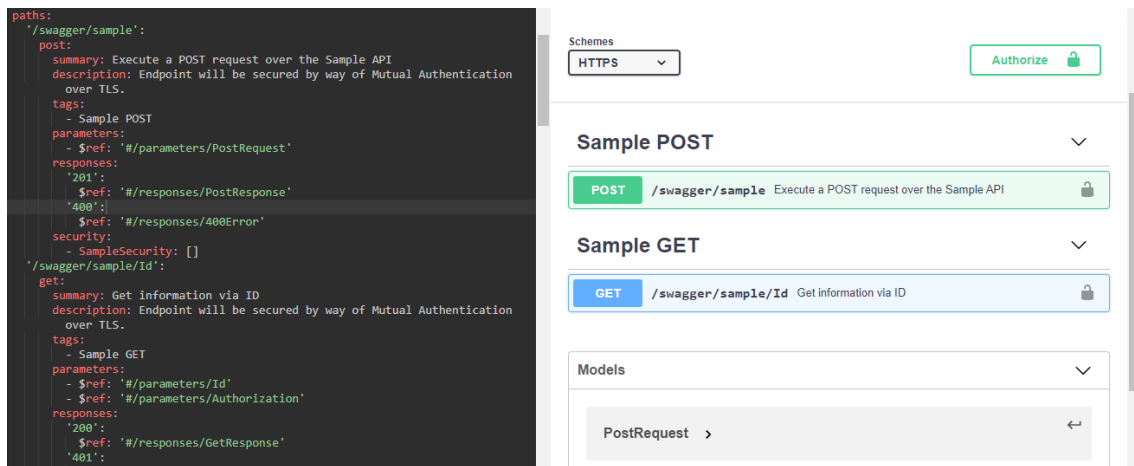 paths:
'/swagger/sample':
post:
summary: Execute a POST request over the Sample API
description: Endpoint will be secured by way of Mutual Authentication
over TLS.
tags:
- Sample POST
parameters:
- $ref: '#/parameters/PostRequest'
responses:
'201':
$ref: '#/responses/PostResponse'
'400':
$ref: '#/responses/400Error'
security:
- SampleSecurity: []
'/swagger/sample/Id':
get:
summary: Get information via ID
description: Endpoint will be secured by way of Mutual Authentication
over TLS.
tags:
- Sample GET
parameters:
- $ref: '#/parameters/Id'
- $ref: '#/parameters/Authorization'
responses:
'200':
$ref: '#/responses/GetResponse'
'401':
Schemes
HTTPS
Authorize
Sample POST
POST /swagger/sample Execute a POST request over the Sample API
Sample GET
GET /swagger/sample/Id Get information via ID
Models
PostRequest